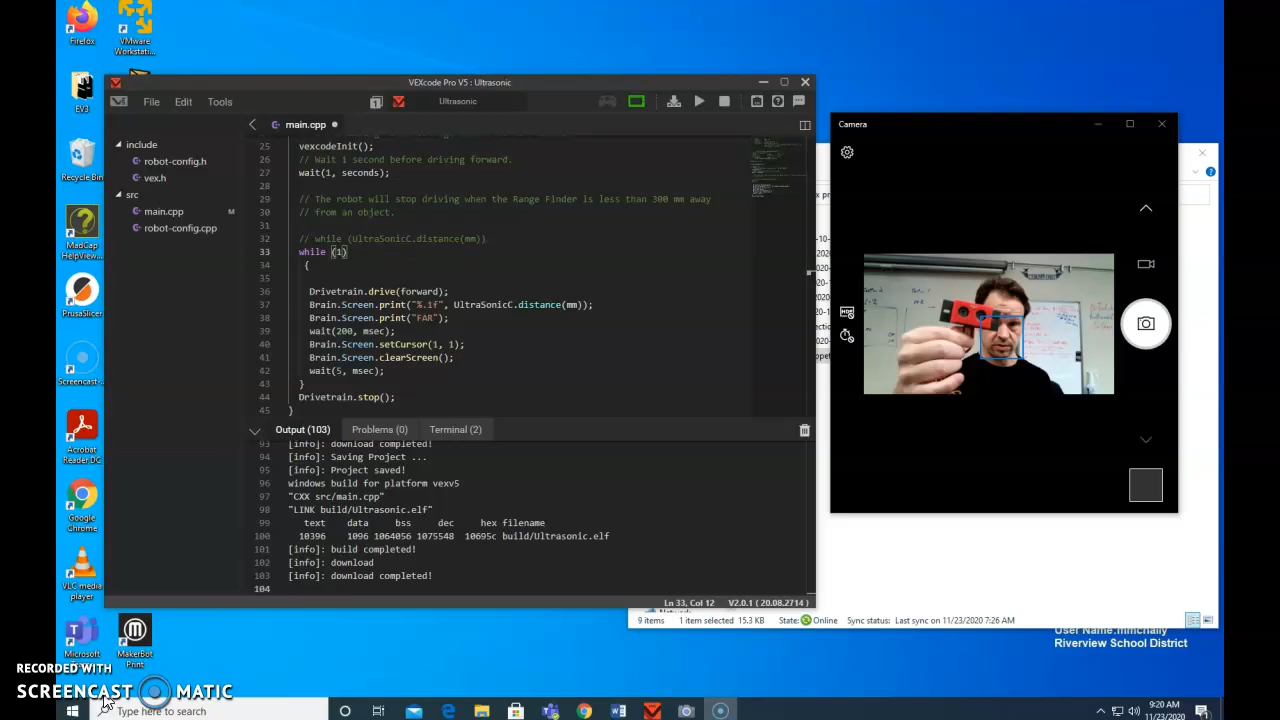 Firefox
VMware
Workstati...
EV3
Recycle Bin
MadCap
HelpView...
PrusaSlicer
Screencast-...
Acrobat
Reader DC
Google
Chrome
VLC media
player
Microsoft
MakerBot
Print
VEXcode Pro V5 : Ultrasonic
File Edit Tools
1
Ultrasonic
main.cpp
include
robot-config.h
vex.h
src
main.cpp M
robot-config.cpp
25 vexcodeInit();
26 // Wait 1 second before driving forward.
27 wait(1, seconds);
28
29 // The robot will stop driving when the Range Finder is less than 300 mm away
30 // from an object.
31
32 // while (UltraSonicC.distance(mm))
33 while (1)
34 {
35
36 Drivetrain.drive(forward);
37 Brain.Screen.print("%.1f", UltraSonicC.distance(mm));
38 Brain.Screen.print("FAR");
39 wait(200, msec);
40 Brain.Screen.setCursor(1, 1);
41 Brain.Screen.clearScreen();
42 wait(5, msec);
43 }
44 Drivetrain.stop();
45 }
Output (103) Problems (0) Terminal (2)
93 [info]: download completed!
94 [info]: Saving Project ...
95 [info]: Project saved!
96 windows build for platform vexv5
97 "CXX src/main.cpp"
98 "LINK build/Ultrasonic.elf"
99 text data bss dec hex filename
100 10396 1096 1064056 1075548 10695c build/Ultrasonic.elf
101 [info]: build completed!
102 [info]: download
103 [info]: download completed!
104
Ln 33, Col 12 V2.0.1 ( 20.08.2714 )
Camera
9 items 1 item selected 15.3 KB State: Online Sync status: Last sync on 11/23/2020 7:26 AM
Riverview School District
RECORDED WITH
SCREENCAST MATIC
Type here to search
9:20 AM
11/23/2020